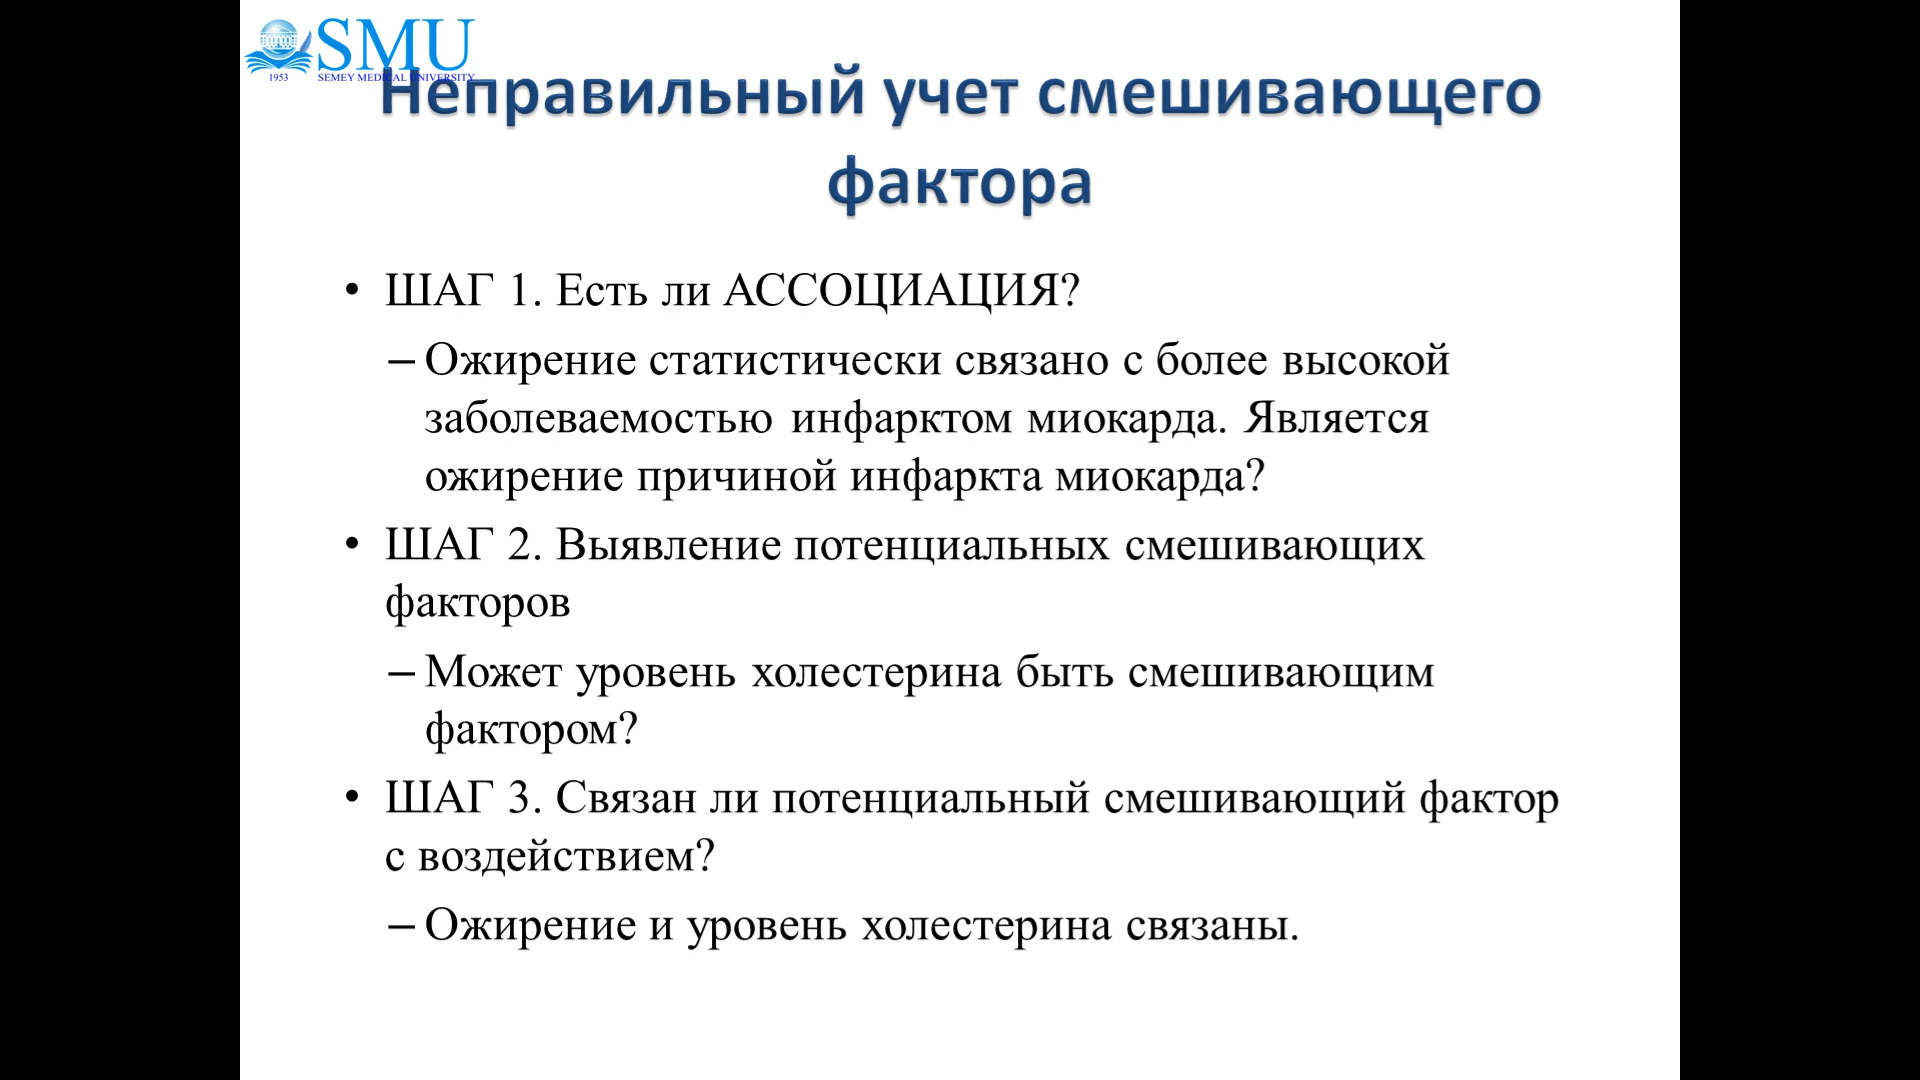 SMU
1953 SEMEY MEDICAL UNIVERSITY
Неправильный учет смешивающего
фактора
• ШАГ 1. Есть ли АССОЦИАЦИЯ?
– Ожирение статистически связано с более высокой
заболеваемостью инфарктом миокарда. Является
ожирение причиной инфаркта миокарда?
• ШАГ 2. Выявление потенциальных смешивающих
факторов
– Может уровень холестерина быть смешивающим
фактором?
• ШАГ 3. Связан ли потенциальный смешивающий фактор
с воздействием?
– Ожирение и уровень холестерина связаны.